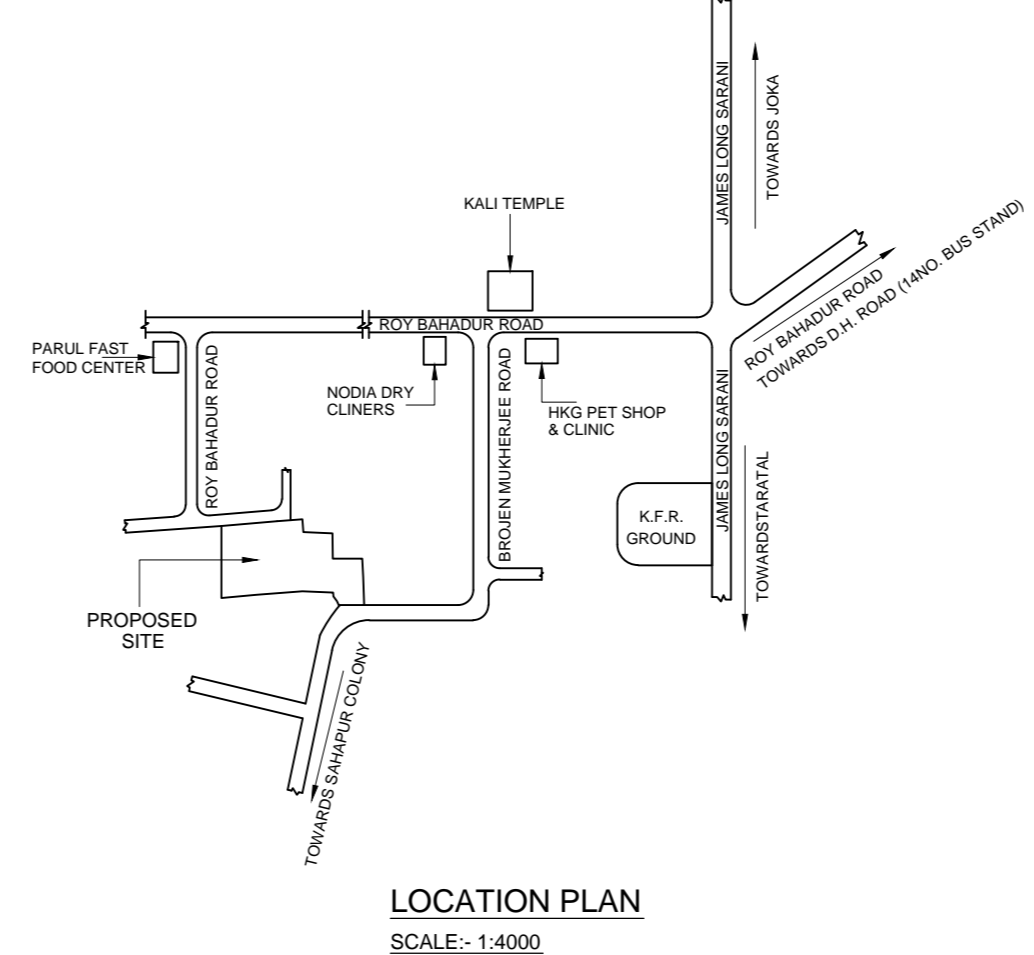 JAMES LONG SARANI
TOWARDS JOKA
KALI TEMPLE
ROY BAHADUR ROAD
TOWARDS D.H. ROAD (14NO. BUS STAND)
ROY BAHADUR ROAD
PARUL FAST
FOOD CENTER
ROY BAHADUR ROAD
NODIA DRY
CLINERS
BROJEN MUKHERJEE ROAD
HKG PET SHOP
& CLINIC
JAMES LONG SARANI
K.F.R.
GROUND
TOWARDSTARATAL
PROPOSED
SITE
TOWARDS SAHAPUR COLONY
LOCATION PLAN
SCALE:- 1:4000